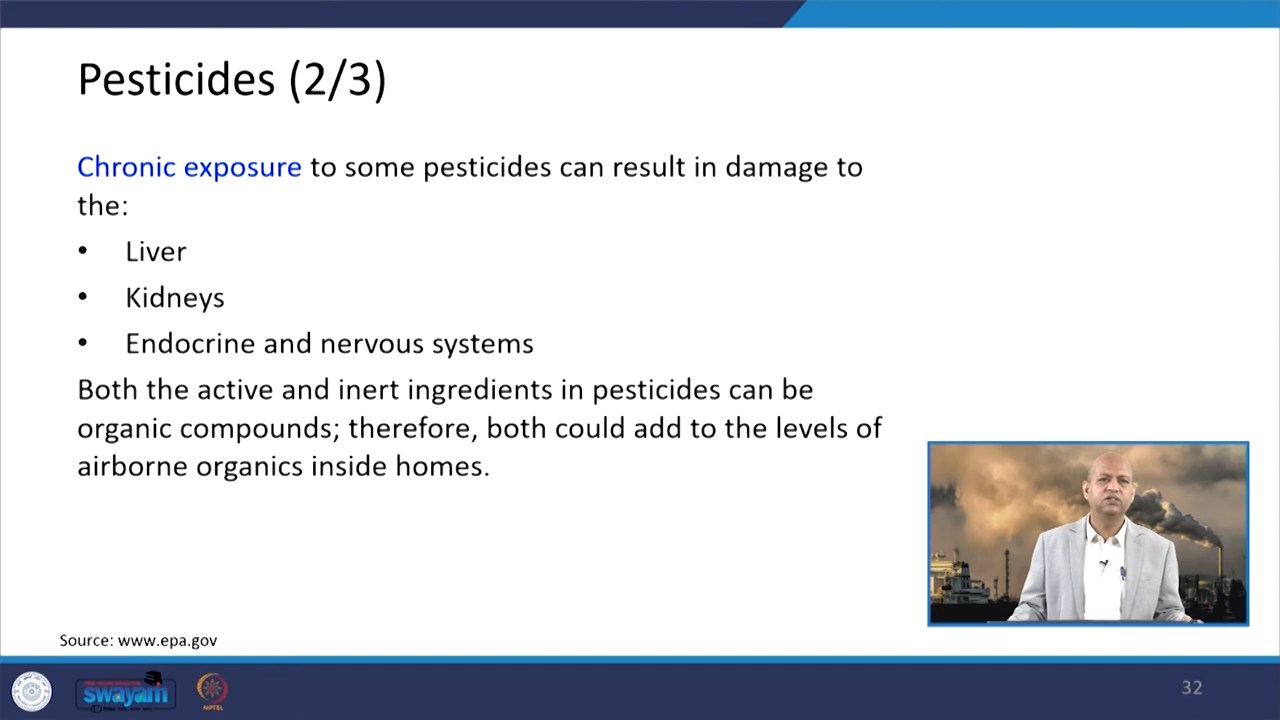 Pesticides (2/3)
Chronic exposure to some pesticides can result in damage to
the:
• Liver
• Kidneys
• Endocrine and nervous systems
Both the active and inert ingredients in pesticides can be
organic compounds; therefore, both could add to the levels of
airborne organics inside homes.
Source: www.epa.gov
swayam
NPTEL
32